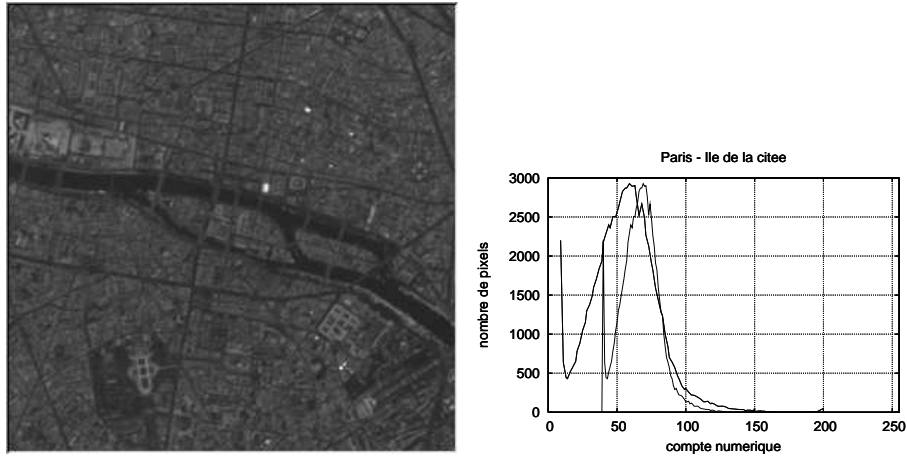 Paris - Ile de la citee
nombre de pixels
3000
2500
2000
1500
1000
500
0
0 50 100 150 200 250
compte numerique